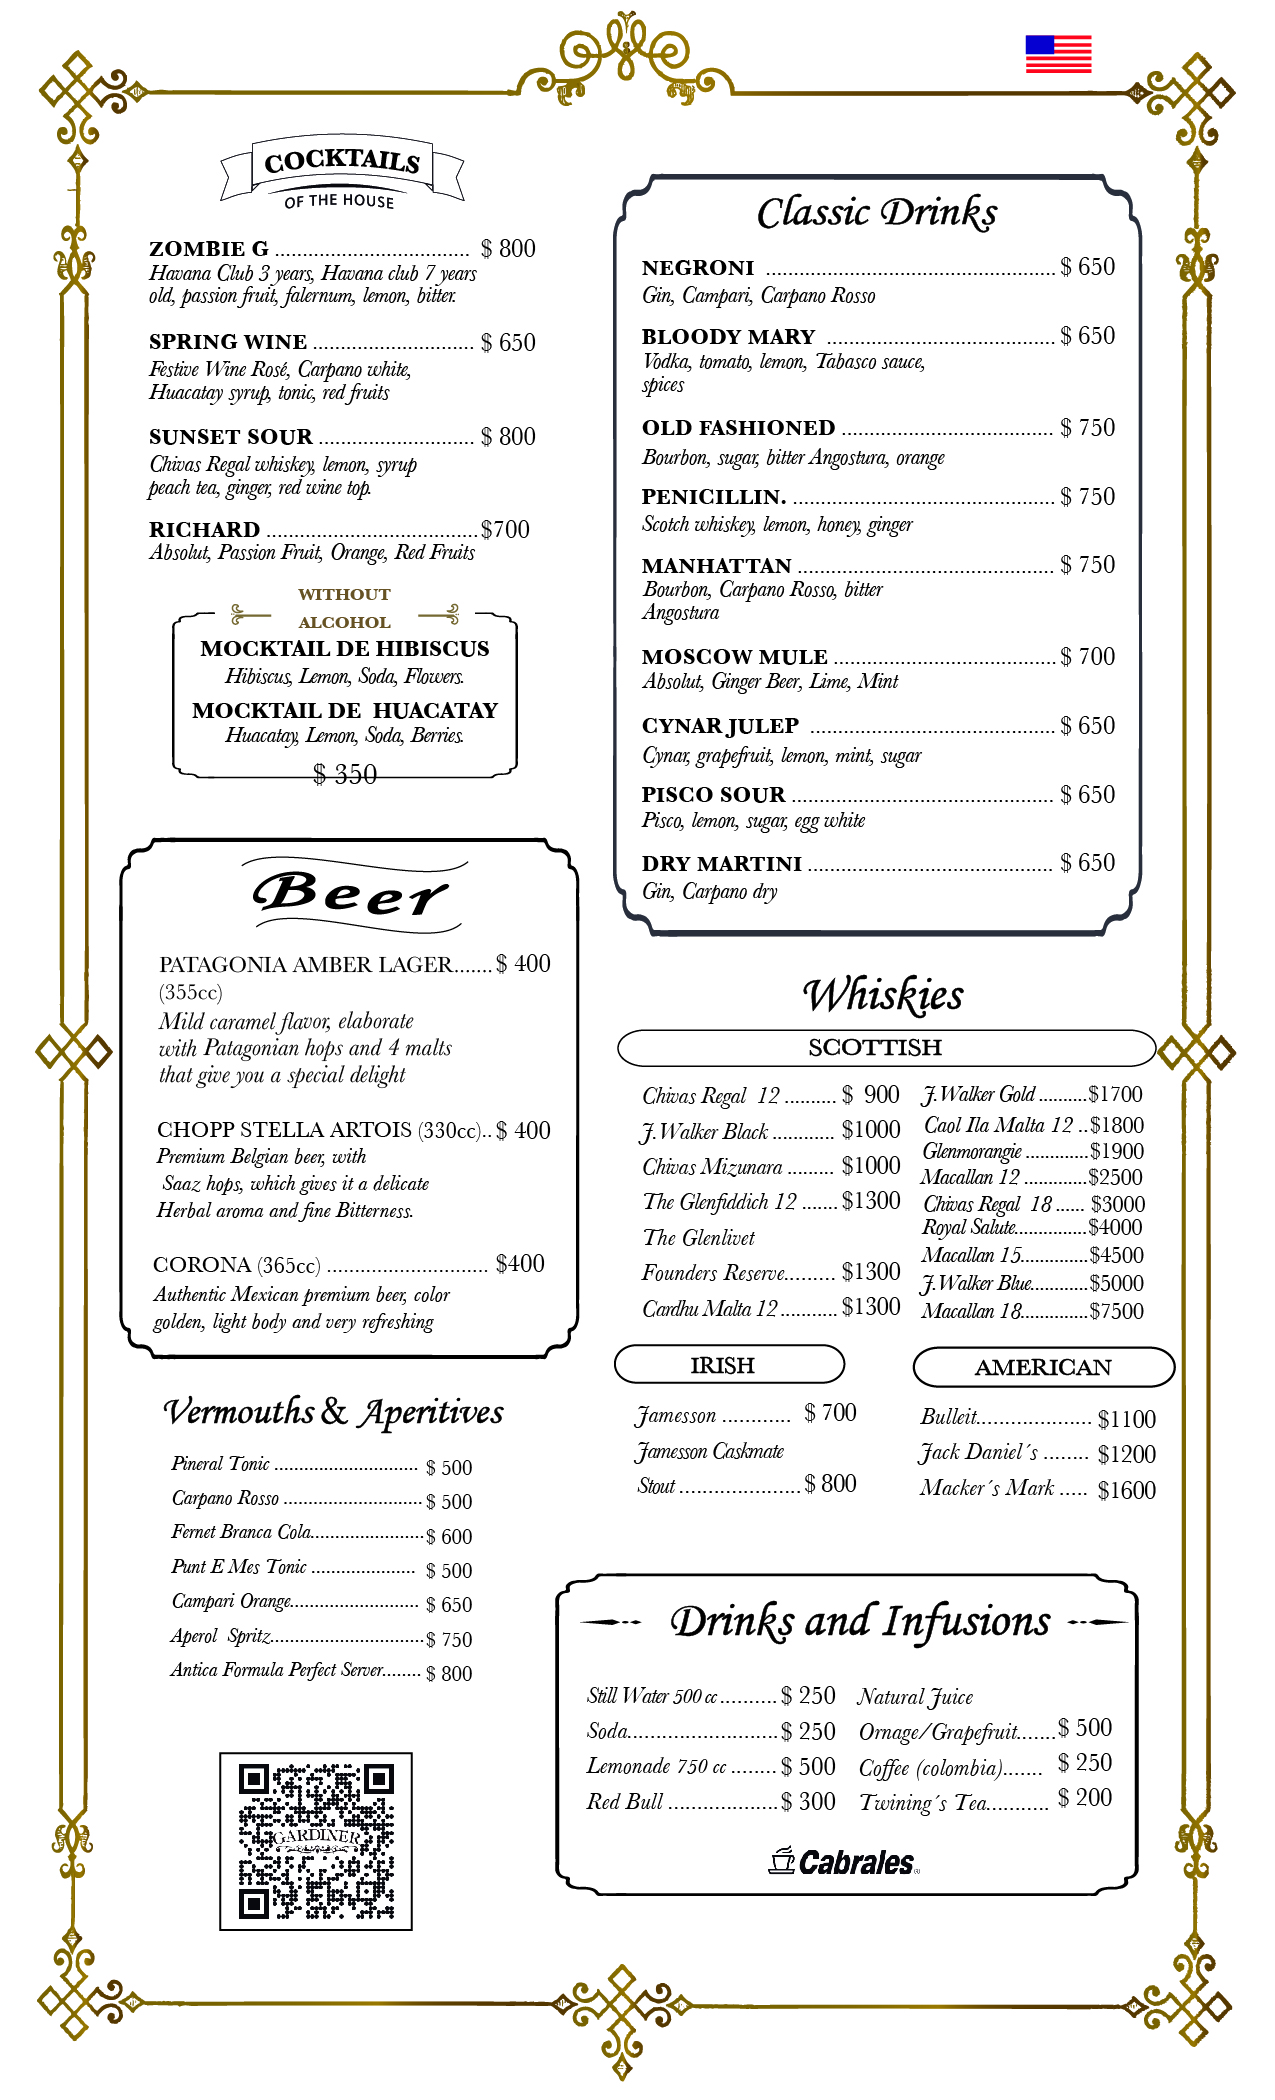 COCKTAILS
OF THE HOUSE
ZOMBIE G ................................... $ 800
Havana Club 3 years, Havana club 7 years
old, passion fruit, falernum, lemon, bitter.
SPRING WINE ............................. $ 650
Festive Wine Rosé, Carpano white,
Huacatay syrup, tonic, red fruits
SUNSET SOUR ............................ $ 800
Chivas Regal whiskey, lemon, syrup
peach tea, ginger, red wine top.
RICHARD ...................................... $700
Absolut, Passion Fruit, Orange, Red Fruits
WITHOUT
ALCOHOL
MOCKTAIL DE HIBISCUS
Hibiscus, Lemon, Soda, Flowers.
MOCKTAIL DE HUACATAY
Huacatay, Lemon, Soda, Berries.
$ 350
Beer
PATAGONIA AMBER LAGER.......$ 400
(355cc)
Mild caramel flavor, elaborate
with Patagonian hops and 4 malts
that give you a special delight
CHOPP STELLA ARTOIS (330cc)..$ 400
Premium Belgian beer, with
Saaz hops, which gives it a delicate
Herbal aroma and fine Bitterness.
CORONA (365cc) ............................. $400
Authentic Mexican premium beer, color
golden, light body and very refreshing
Vermouths & Aperitives
Pineral Tonic ............................. $ 500
Carpano Rosso ............................ $ 500
Fernet Branca Cola....................... $ 600
Punt E Mes Tonic ..................... $ 500
Campari Orange.......................... $ 650
Aperol Spritz............................... $ 750
Antica Formula Perfect Server........ $ 800
GARDINER
Classic Drinks
NEGRONI .................................................... $ 650
Gin, Campari, Carpano Rosso
BLOODY MARY ......................................... $ 650
Vodka, tomato, lemon, Tabasco sauce,
spices
OLD FASHIONED ...................................... $ 750
Bourbon, sugar, bitter Angostura, orange
PENICILLIN. ............................................... $ 750
Scotch whiskey, lemon, honey, ginger
MANHATTAN .............................................. $ 750
Bourbon, Carpano Rosso, bitter
Angostura
MOSCOW MULE ........................................ $ 700
Absolut, Ginger Beer, Lime, Mint
CYNAR JULEP ............................................ $ 650
Cynar, grapefruit, lemon, mint, sugar
PISCO SOUR ............................................... $ 650
Pisco, lemon, sugar, egg white
DRY MARTINI ............................................ $ 650
Gin, Carpano dry
Whiskies
SCOTTISH
Chivas Regal 12 .......... $ 900
J.Walker Black ............ $1000
Chivas Mizunara ......... $1000
The Glenfiddich 12 ....... $1300
The Glenlivet
Founders Reserve......... $1300
Cardhu Malta 12 ........... $1300
J.Walker Gold ..........$1700
Caol Ila Malta 12 ..$1800
Glenmorangie .............$1900
Macallan 12 .............$2500
Chivas Regal 18 ...... $3000
Royal Salute...............$4000
Macallan 15..............$4500
J.Walker Blue............$5000
Macallan 18..............$7500
IRISH
Jamesson ............ $ 700
Jamesson Caskmate
Stout ..................... $ 800
AMERICAN
Bulleit.................... $1100
Jack Daniel´s ........ $1200
Macker´s Mark ..... $1600
Drinks and Infusions
Still Water 500 cc .......... $ 250
Soda.......................... $ 250
Lemonade 750 cc ........ $ 500
Red Bull ................... $ 300
Natural Juice
Ornage/Grapefruit....... $ 500
Coffee (colombia)....... $ 250
Twining´s Tea........... $ 200
Cabrales®